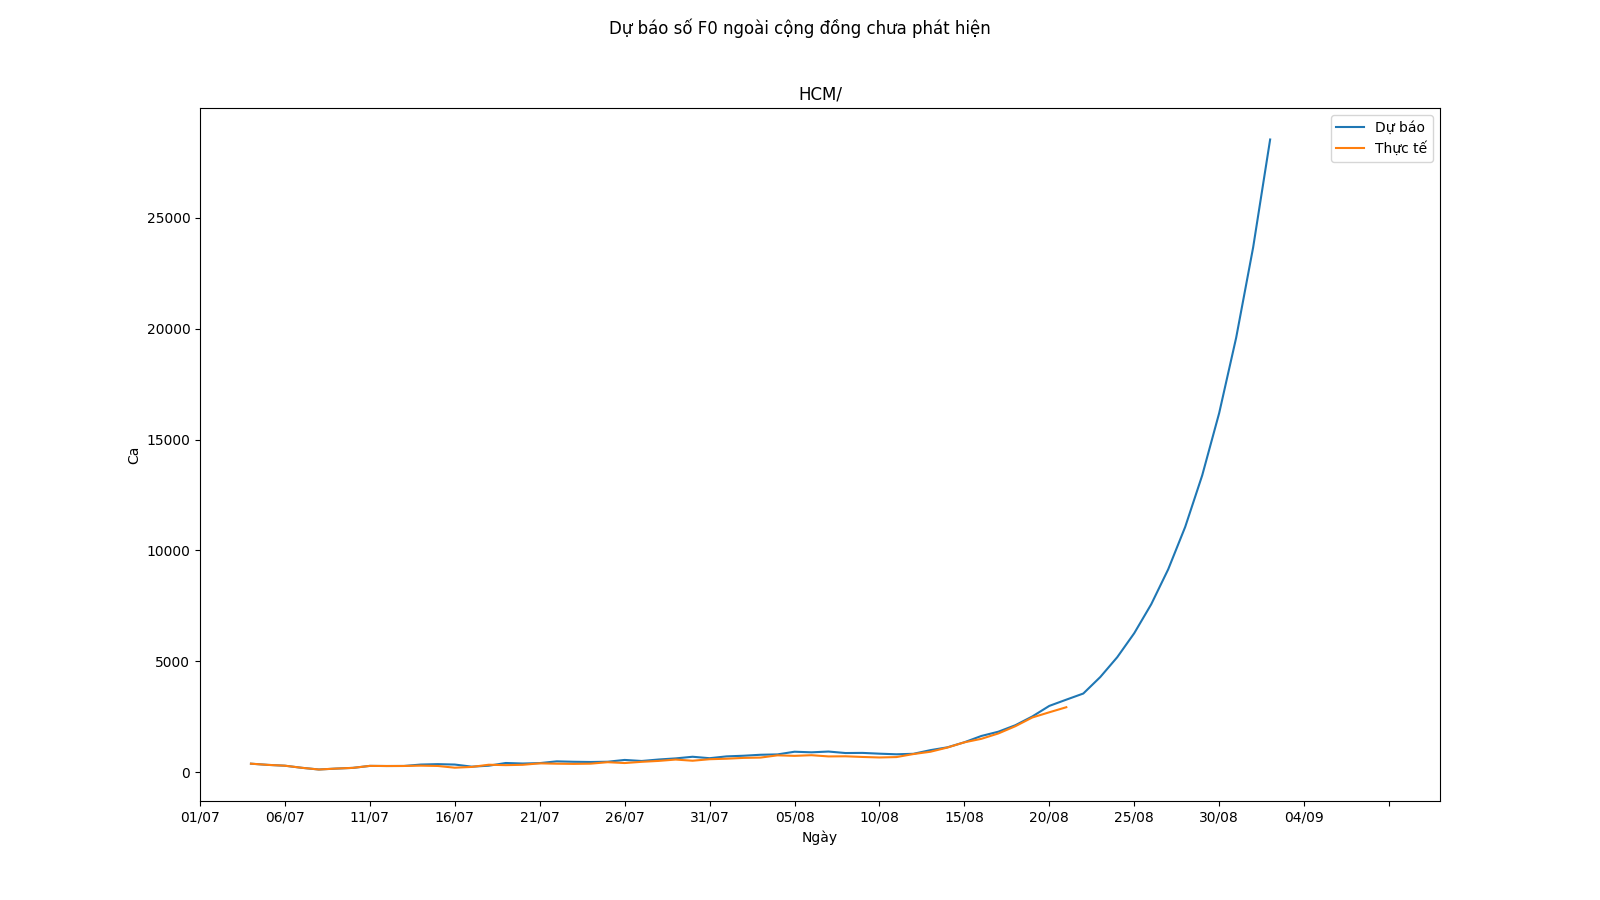 Dự báo số F0 ngoài cộng đồng chưa phát hiện
HCM/
Dự báo
Thực tế
25000
20000
15000
10000
5000
0
Ca
01/07 06/07 11/07 16/07 21/07 26/07 31/07 05/08 10/08 15/08 20/08 25/08 30/08 04/09
Ngày